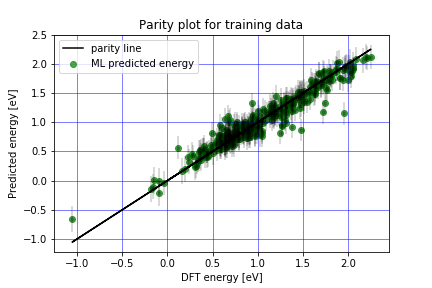 Parity plot for training data
parity line
ML predicted energy
Predicted energy [eV]
2.5
2.0
1.5
1.0
0.5
0.0
−0.5
−1.0
−1.0 −0.5 0.0 0.5 1.0 1.5 2.0
DFT energy [eV]